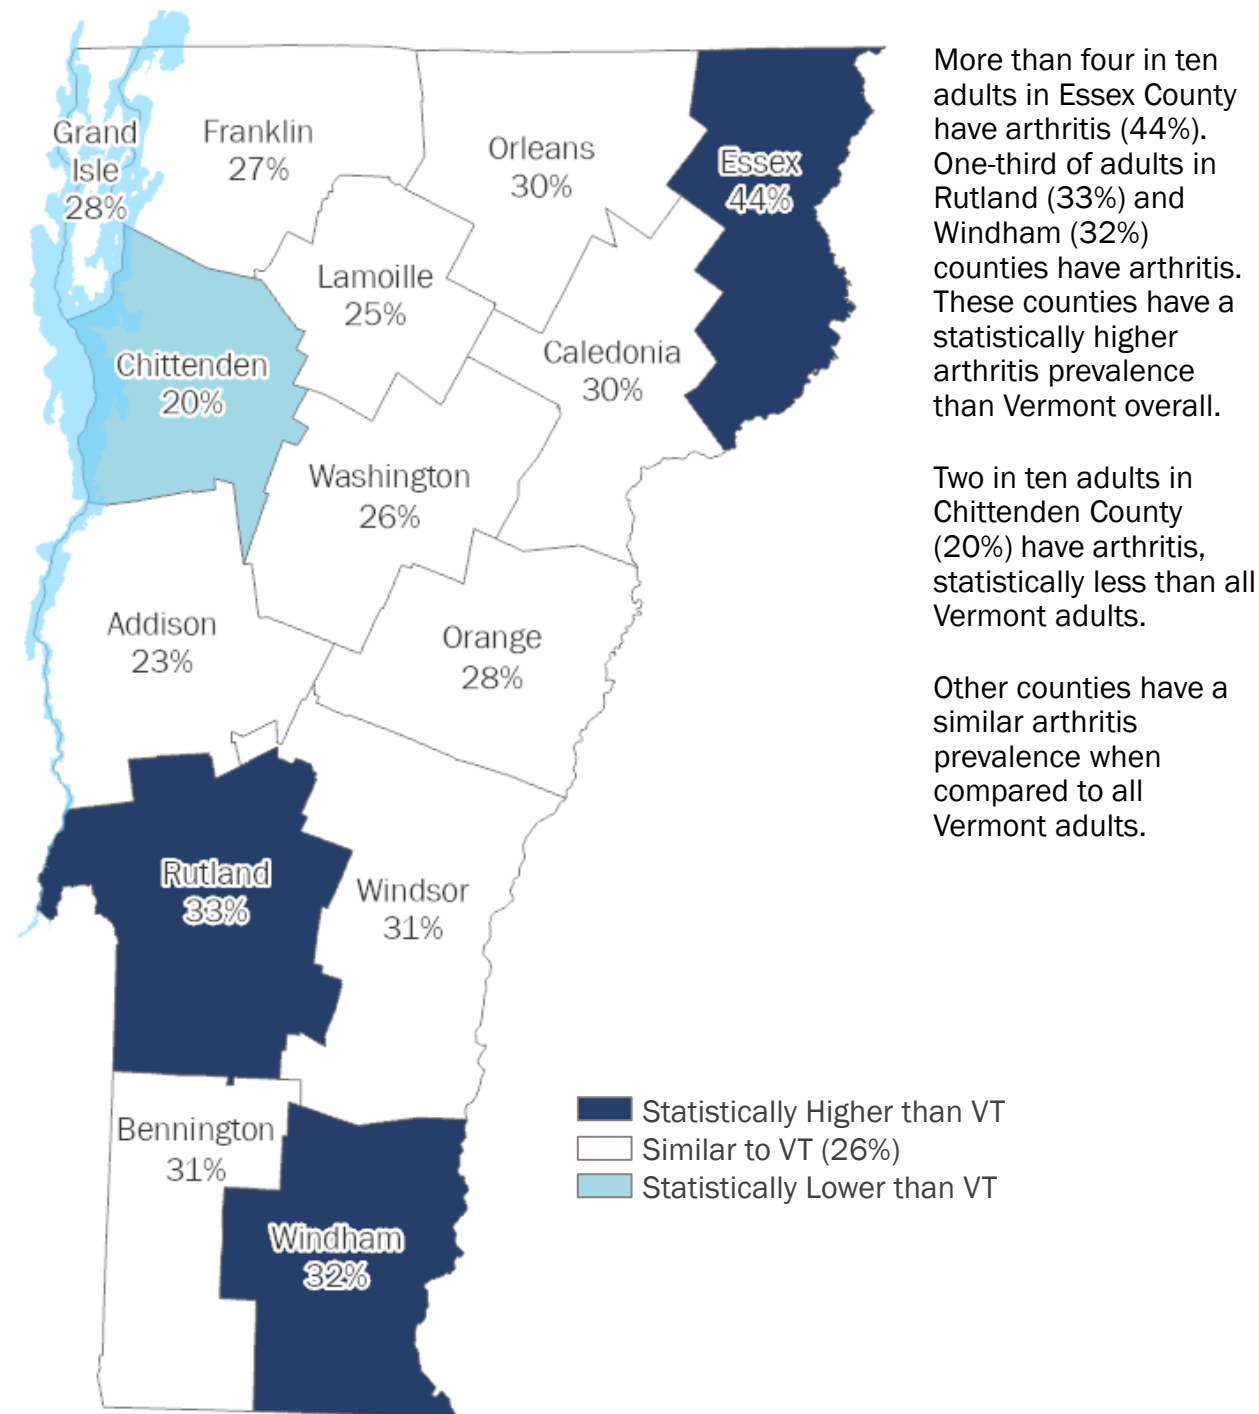 Grand
Isle
28%
Franklin
27%
Orleans
30%
Essex
44%
Lamoille
25%
Chittenden
20%
Caledonia
30%
Washington
26%
Addison
23%
Orange
28%
Rutland
33%
Windsor
31%
Bennington
31%
Windham
32%
More than four in ten
adults in Essex County
have arthritis (44%).
One-third of adults in
Rutland (33%) and
Windham (32%)
counties have arthritis.
These counties have a
statistically higher
arthritis prevalence
than Vermont overall.
Two in ten adults in
Chittenden County
(20%) have arthritis,
statistically less than all
Vermont adults.
Other counties have a
similar arthritis
prevalence when
compared to all
Vermont adults.
Statistically Higher than VT
Similar to VT (26%)
Statistically Lower than VT